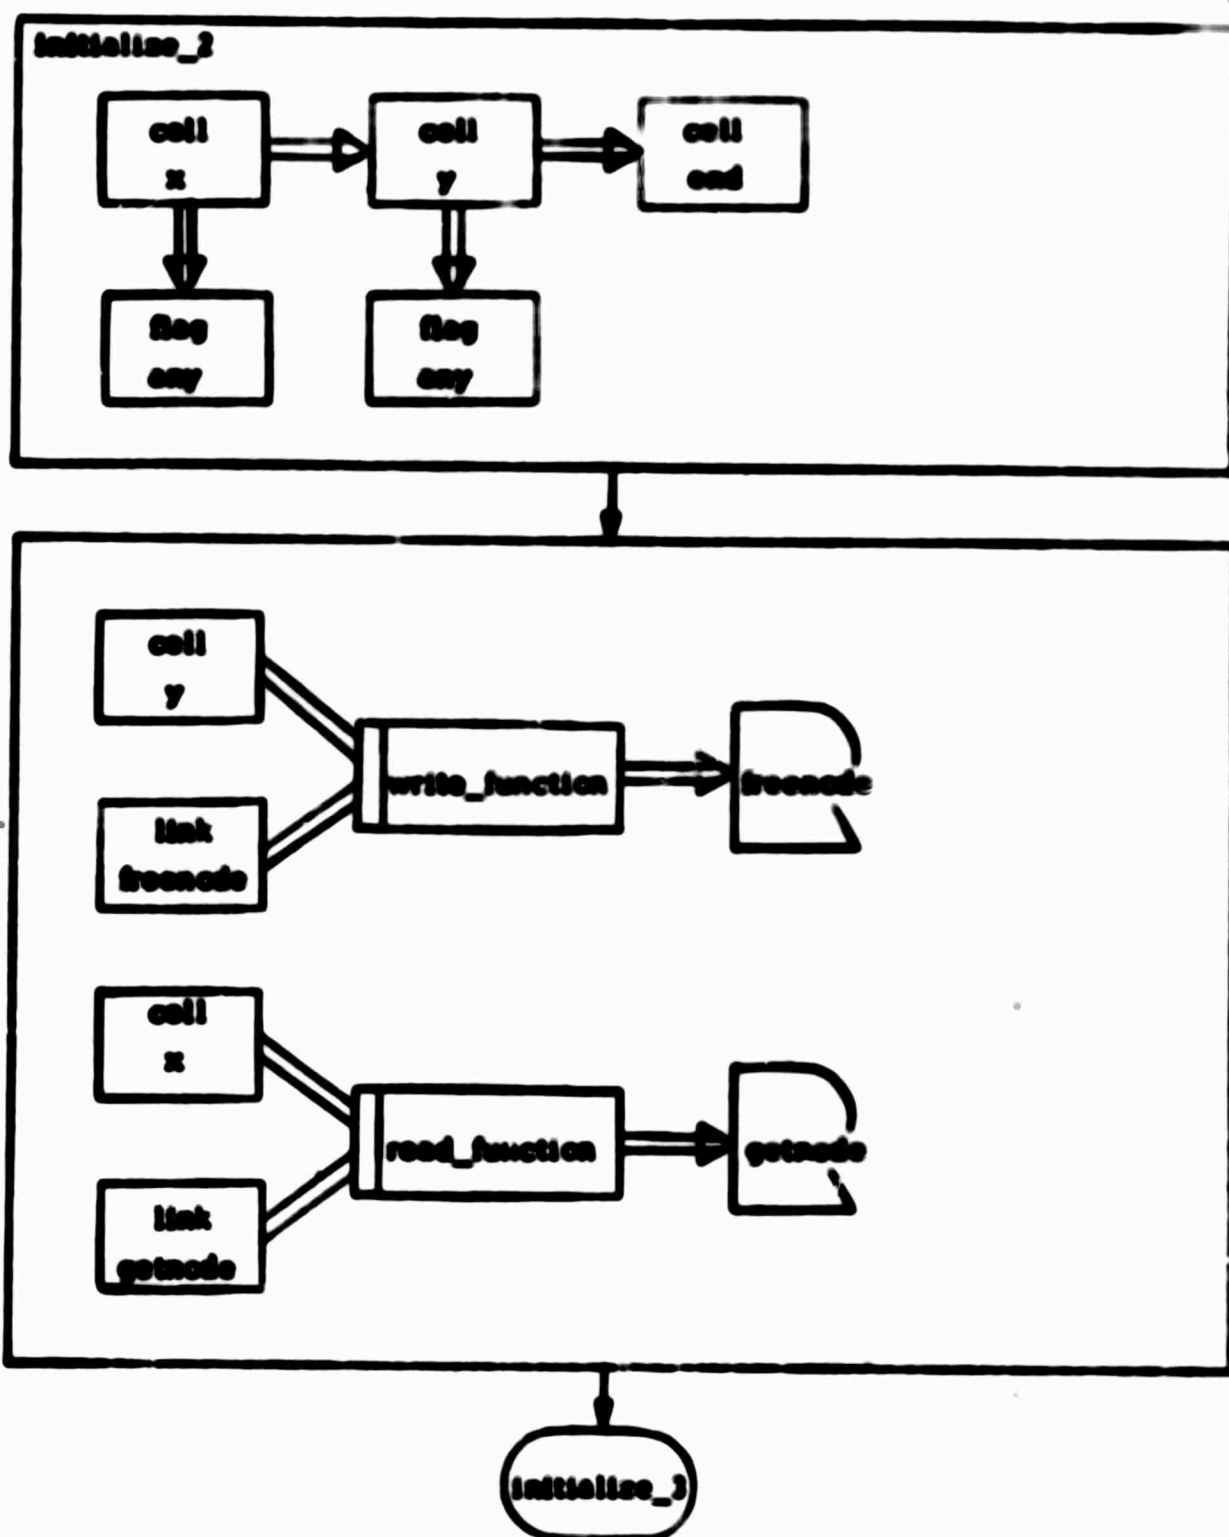 initialize_2
cell
x
cell
y
cell
end
flag
any
flag
any
cell
y
write_function
freenode
link
freenode
cell
x
read_function
getnode
link
getnode
initialize_3